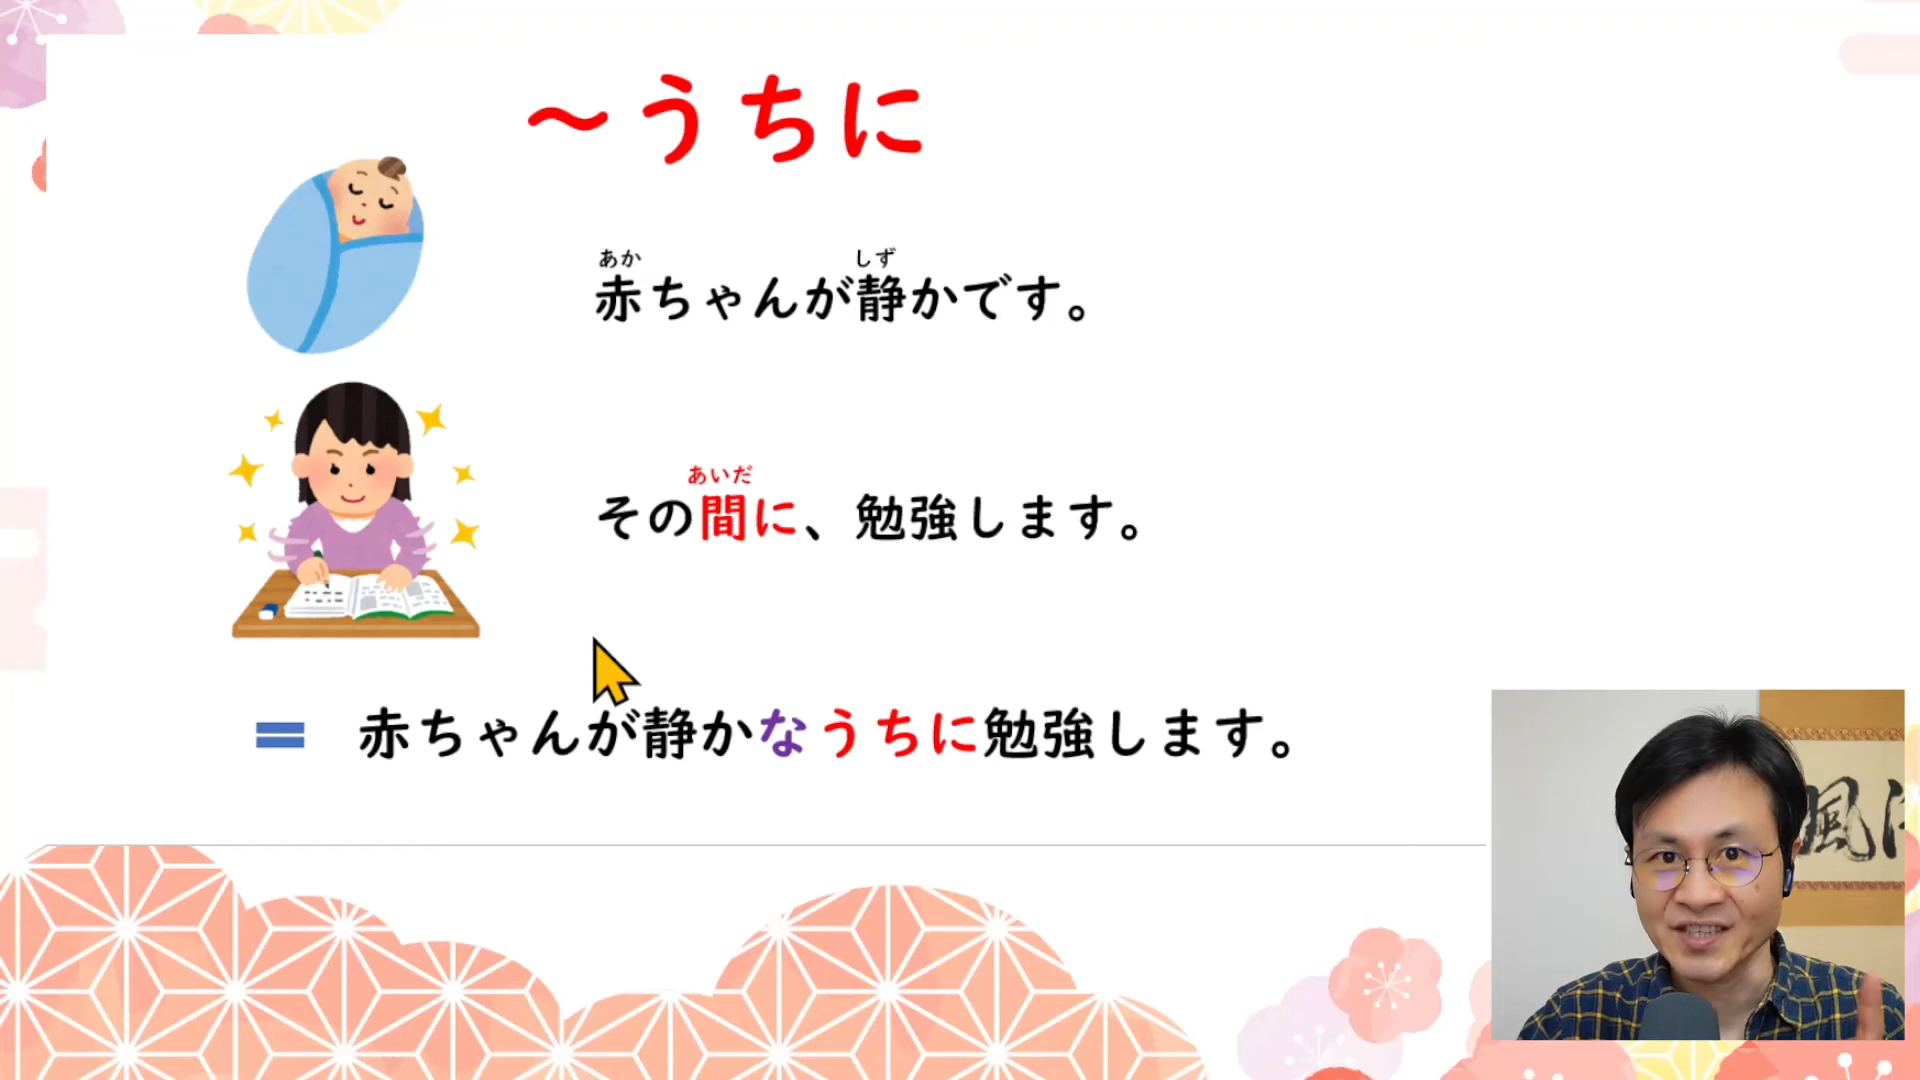 ～うちに
あか しず
赤ちゃんが静かです。
あいだ
その間に、勉強します。
= 赤ちゃんが静かなうちに勉強します。
風